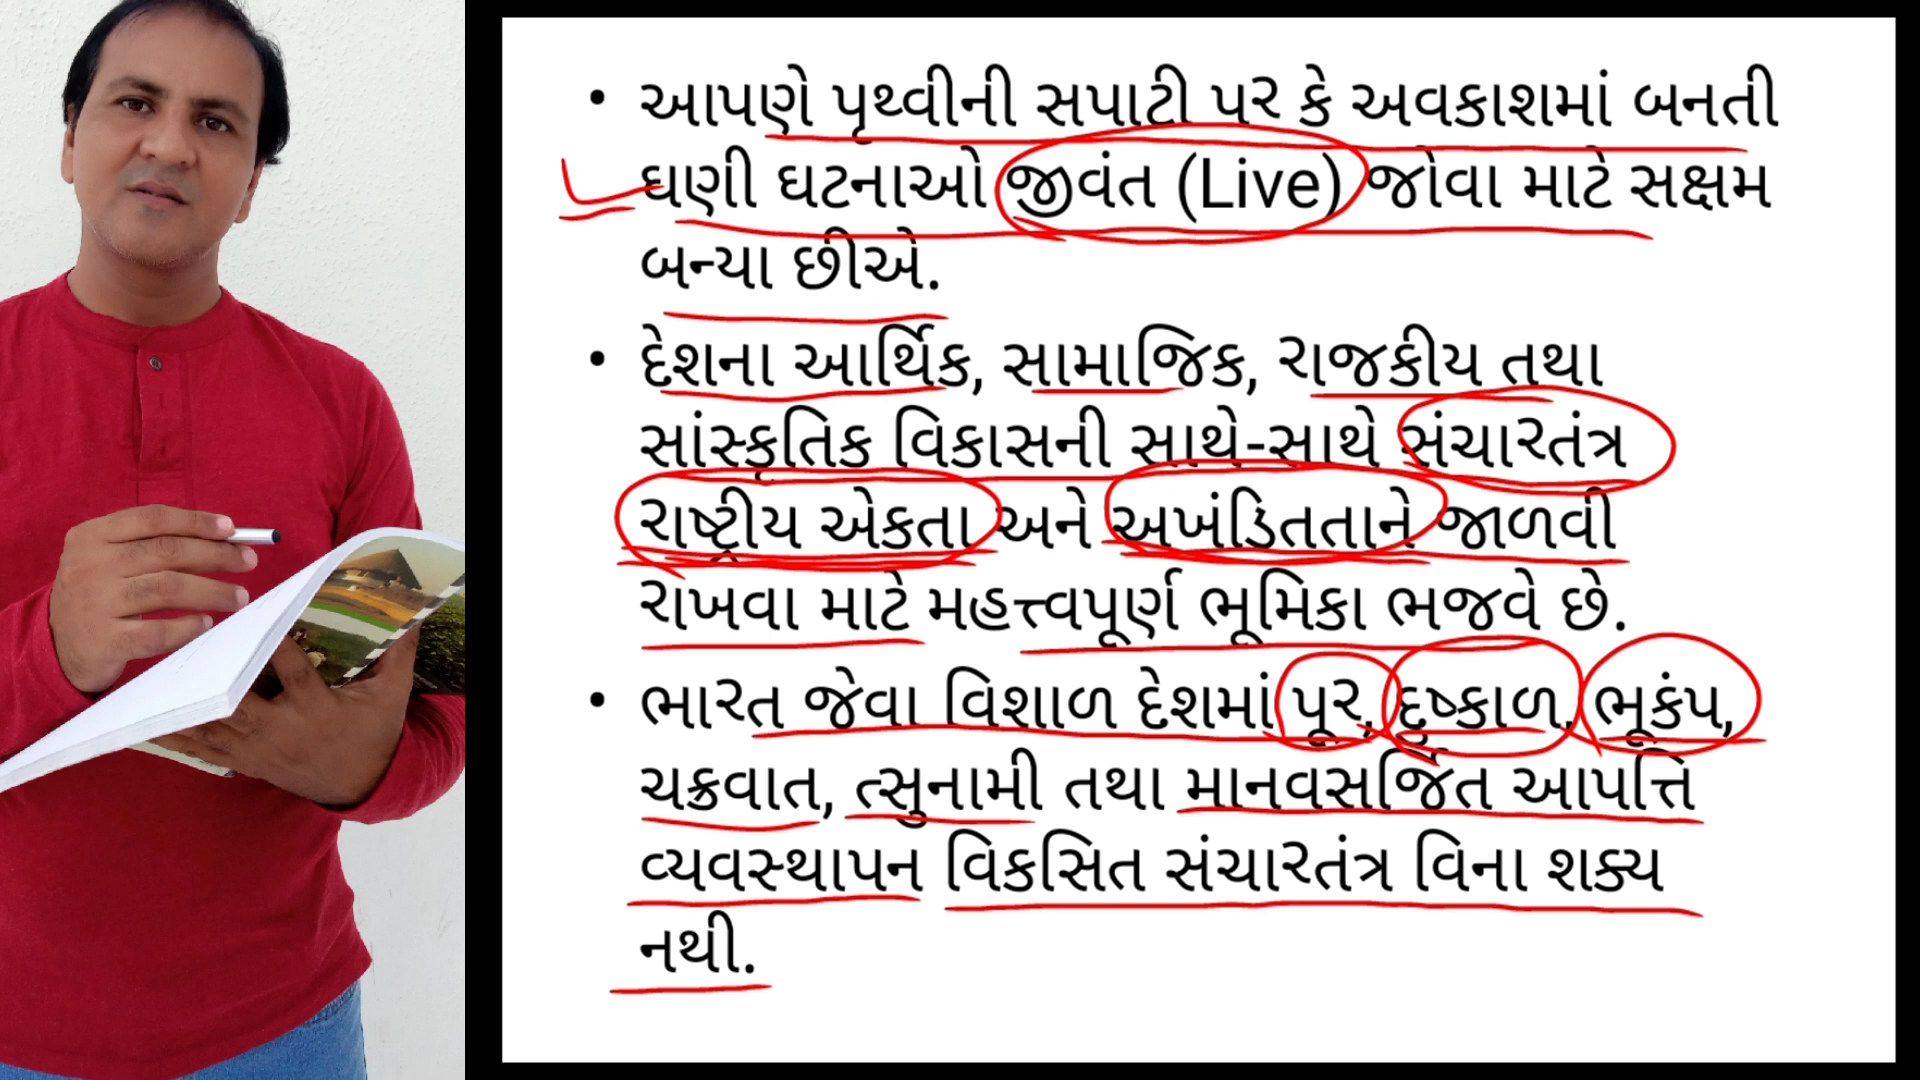 • આપણે પૃથ્વીની સપાટી પર કે અવકાશમાં બનતી
ઘણી ઘટનાઓ જીવંત (Live) જોવા માટે સક્ષમ
બન્યા છીએ.
• દેશના આર્થિક, સામાજિક, રાજકીય તથા
સાંસ્કૃતિક વિકાસની સાથે-સાથે સંચારતંત્ર
રાષ્ટ્રીય એકતા અને અખંડિતતાને જાળવી
રાખવા માટે મહત્ત્વપૂર્ણ ભૂમિકા ભજવે છે.
• ભારત જેવા વિશાળ દેશમાં પૂર, દુષ્કાળ, ભૂકંપ,
ચક્રવાત, ત્સુનામી તથા માનવસર્જિત આપત્તિ
વ્યવસ્થાપન વિકસિત સંચારતંત્ર વિના શક્ય
નથી.